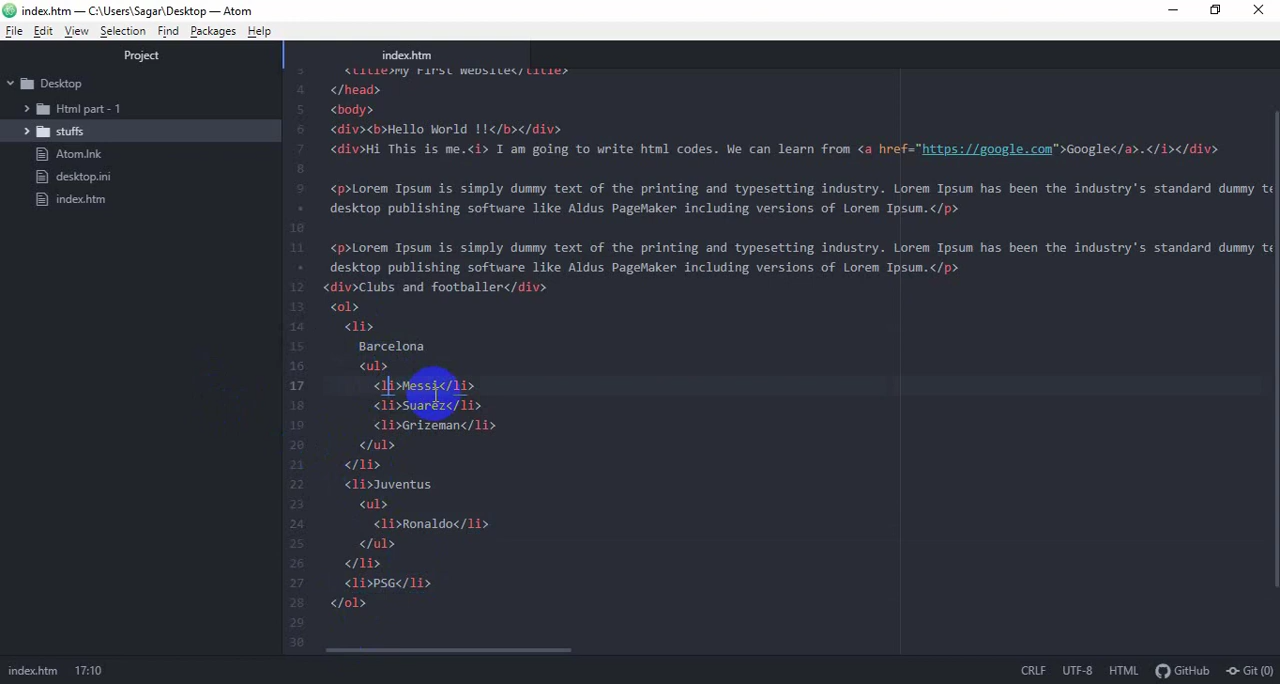 index.htm — C:\Users\Sagar\Desktop — Atom
File Edit View Selection Find Packages Help
Project
index.htm
Desktop
Html part - 1
stuffs
Atom.lnk
desktop.ini
index.htm
3 <title>My First Website</title>
4 </head>
5 <body>
6 <div><b>Hello World !!</b></div>
7 <div>Hi This is me.<i> I am going to write html codes. We can learn from <a href="https://google.com">Google</a>.</i></div>
8
9 <p>Lorem Ipsum is simply dummy text of the printing and typesetting industry. Lorem Ipsum has been the industry's standard dummy te
• desktop publishing software like Aldus PageMaker including versions of Lorem Ipsum.</p>
10
11 <p>Lorem Ipsum is simply dummy text of the printing and typesetting industry. Lorem Ipsum has been the industry's standard dummy te
• desktop publishing software like Aldus PageMaker including versions of Lorem Ipsum.</p>
12 <div>Clubs and footballer</div>
13 <ol>
14 <li>
15 Barcelona
16 <ul>
17 <li>Messi</li>
18 <li>Suarez</li>
19 <li>Grizeman</li>
20 </ul>
21 </li>
22 <li>Juventus
23 <ul>
24 <li>Ronaldo</li>
25 </ul>
26 </li>
27 <li>PSG</li>
28 </ol>
29
30
index.htm 17:10 CRLF UTF-8 HTML GitHub Git (0)